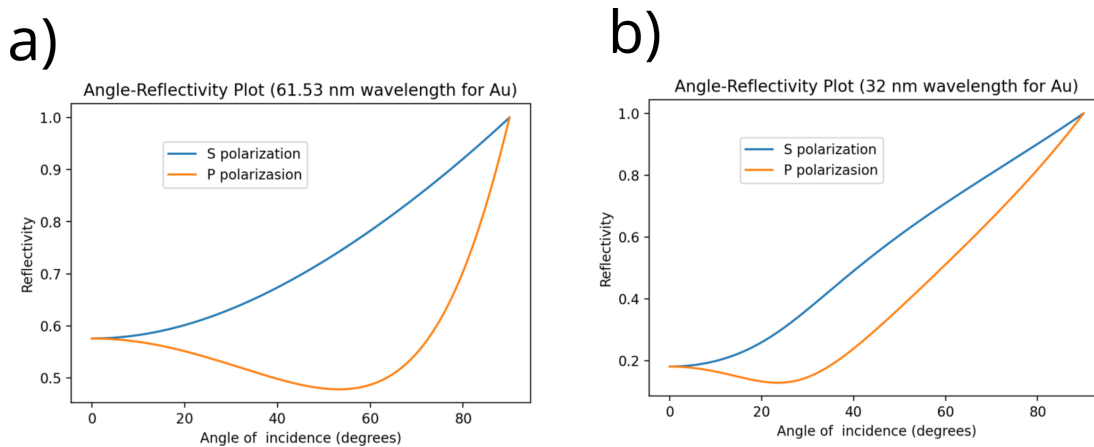 a)
Angle-Reflectivity Plot (61.53 nm wavelength for Au)
1.0
0.9
0.8
0.7
0.6
0.5
Reflectivity
S polarization
P polarizasion
0 20 40 60 80
Angle of  incidence (degrees)
b)
Angle-Reflectivity Plot (32 nm wavelength for Au)
1.0
0.8
0.6
0.4
0.2
Reflectivity
S polarization
P polarizasion
0 20 40 60 80
Angle of  incidence (degrees)